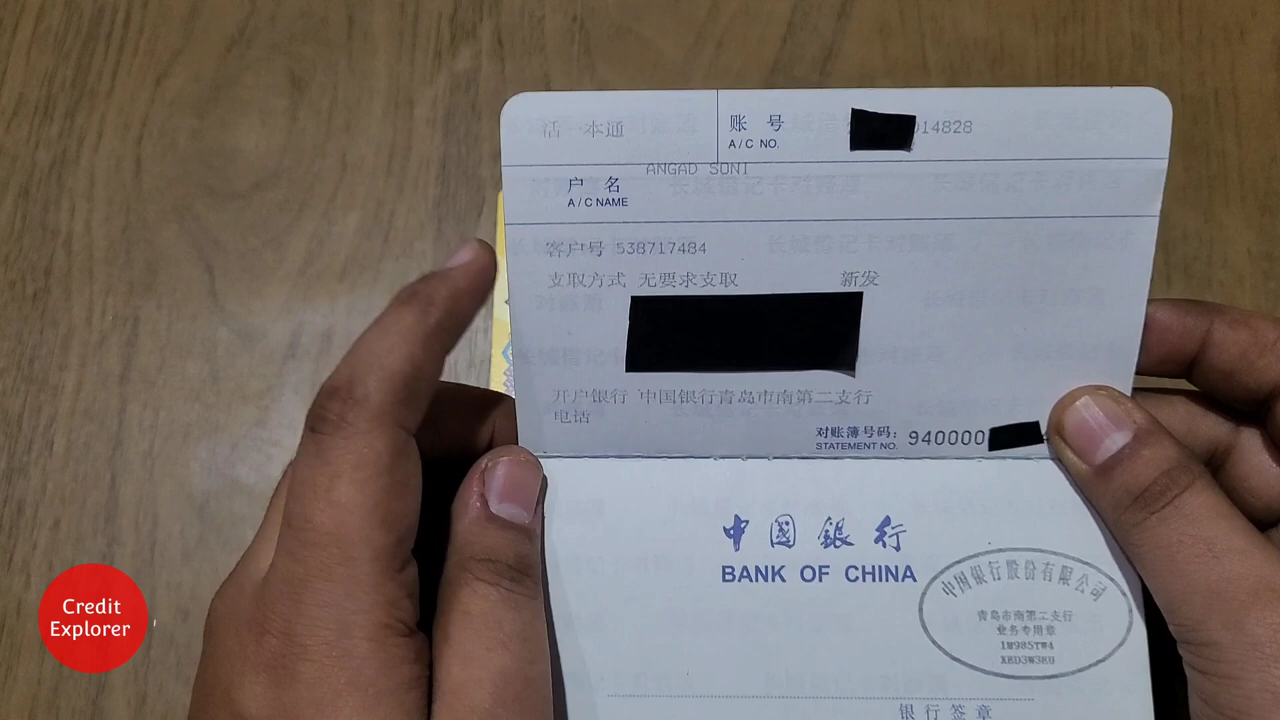 活一本通
账号 014828
A/C NO.
ANGAD SONI
户名
A/C NAME
客户号 538717484
支取方式 无要求支取 新发
开户银行 中国银行青岛市南第二支行
电话
对账簿号码: 940000
STATEMENT NO.
中國銀行
BANK OF CHINA
中国银行股份有限公司
青岛市南第二支行
业务专用章
银行签章
Credit
Explorer